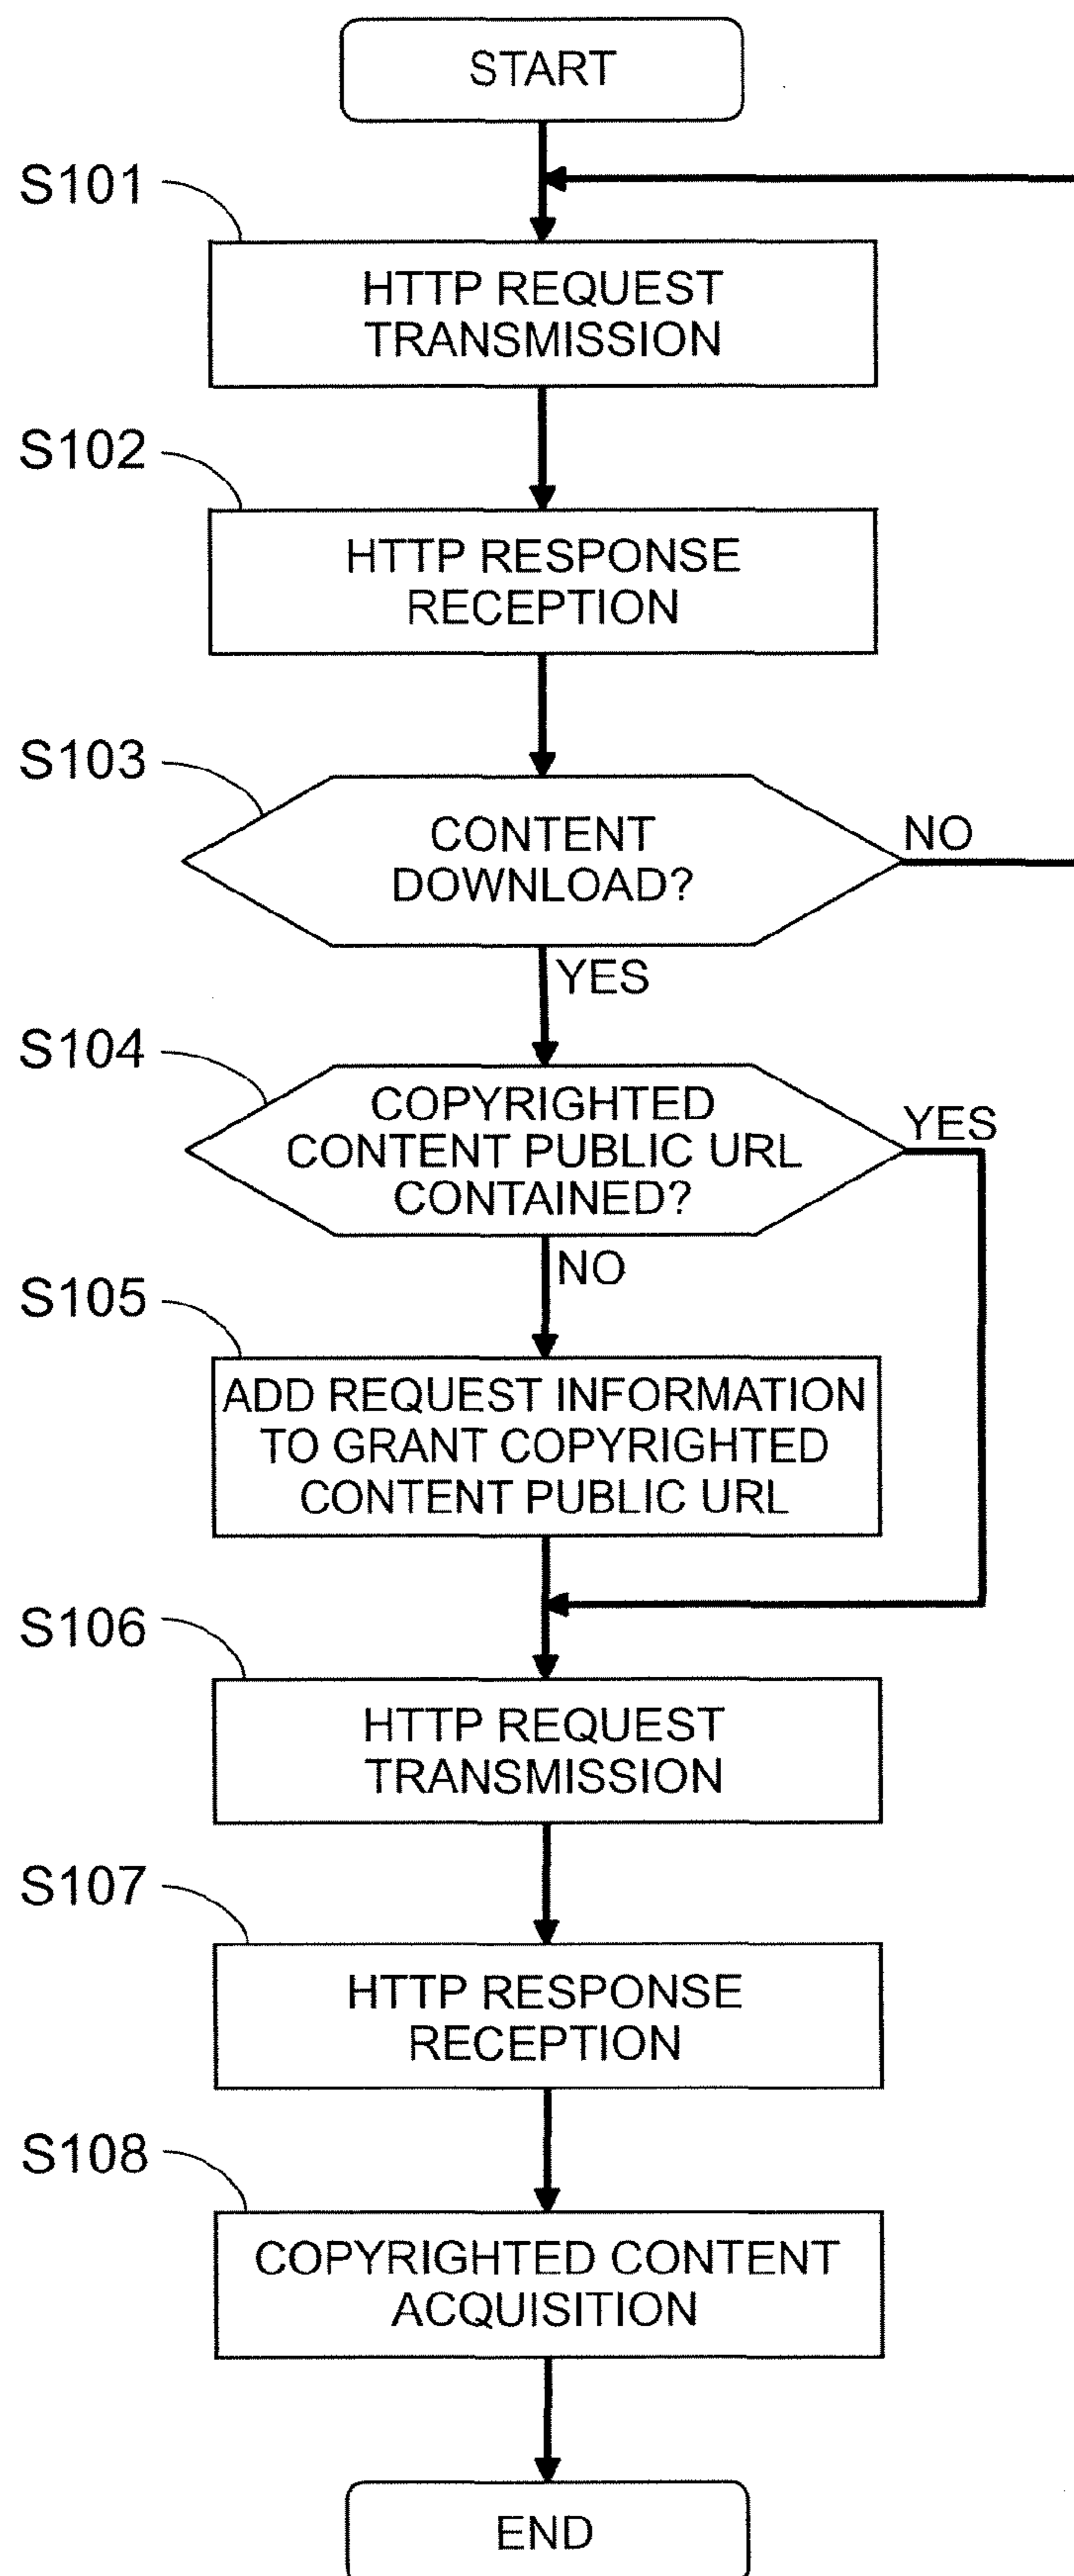 START
S101
HTTP REQUEST
TRANSMISSION
S102
HTTP RESPONSE
RECEPTION
S103
CONTENT
DOWNLOAD?
NO
YES
S104
COPYRIGHTED
CONTENT PUBLIC URL
CONTAINED?
YES
NO
S105
ADD REQUEST INFORMATION
TO GRANT COPYRIGHTED
CONTENT PUBLIC URL
S106
HTTP REQUEST
TRANSMISSION
S107
HTTP RESPONSE
RECEPTION
S108
COPYRIGHTED CONTENT
ACQUISITION
END